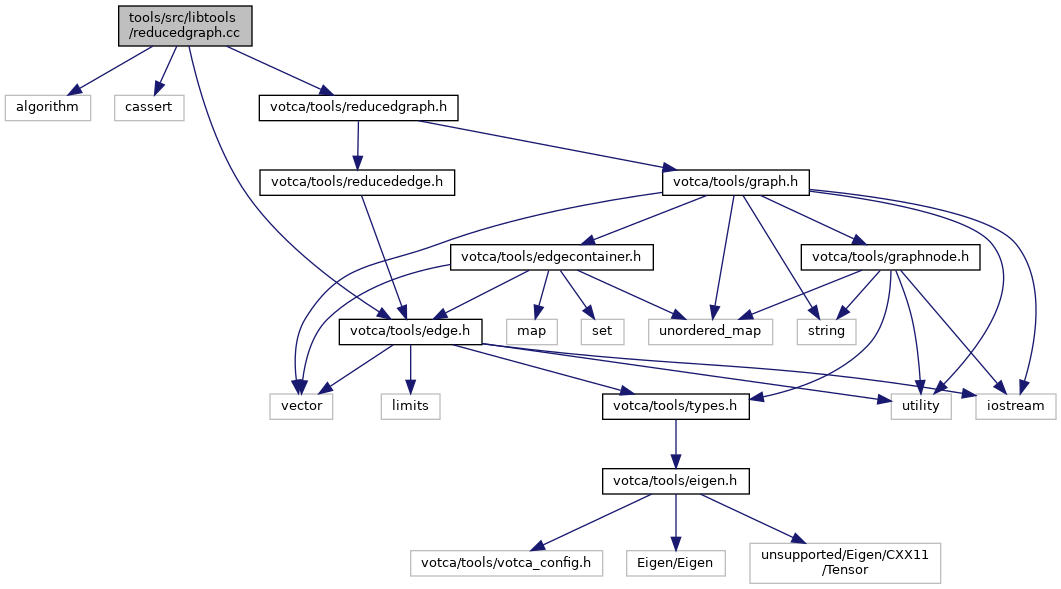 tools/src/libtools
/reducedgraph.cc
algorithm
cassert
votca/tools/reducedgraph.h
votca/tools/reducededge.h
votca/tools/graph.h
votca/tools/edgecontainer.h
votca/tools/graphnode.h
votca/tools/edge.h
map
set
unordered_map
string
vector
limits
votca/tools/types.h
utility
iostream
votca/tools/eigen.h
votca/tools/votca_config.h
Eigen/Eigen
unsupported/Eigen/CXX11
/Tensor